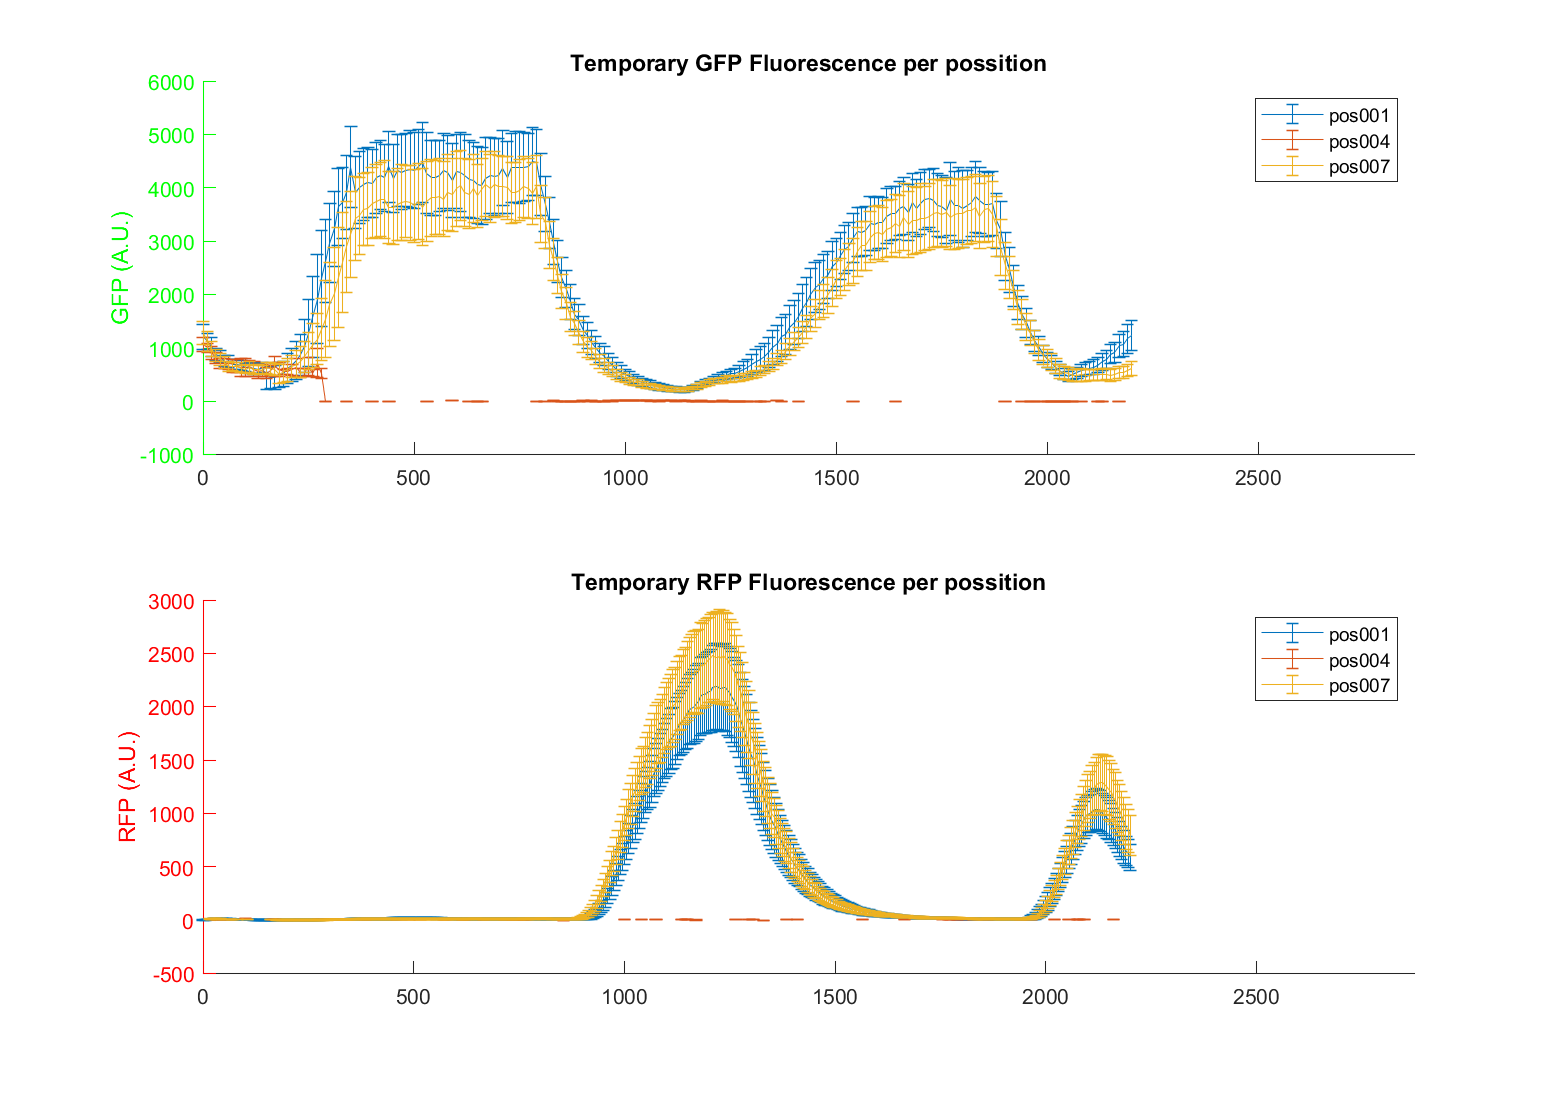 Temporary GFP Fluorescence per possition
GFP (A.U.)
6000
5000
4000
3000
2000
1000
0
-1000
0 500 1000 1500 2000 2500
pos001
pos004
pos007
Temporary RFP Fluorescence per possition
RFP (A.U.)
3000
2500
2000
1500
1000
500
0
-500
0 500 1000 1500 2000 2500
pos001
pos004
pos007